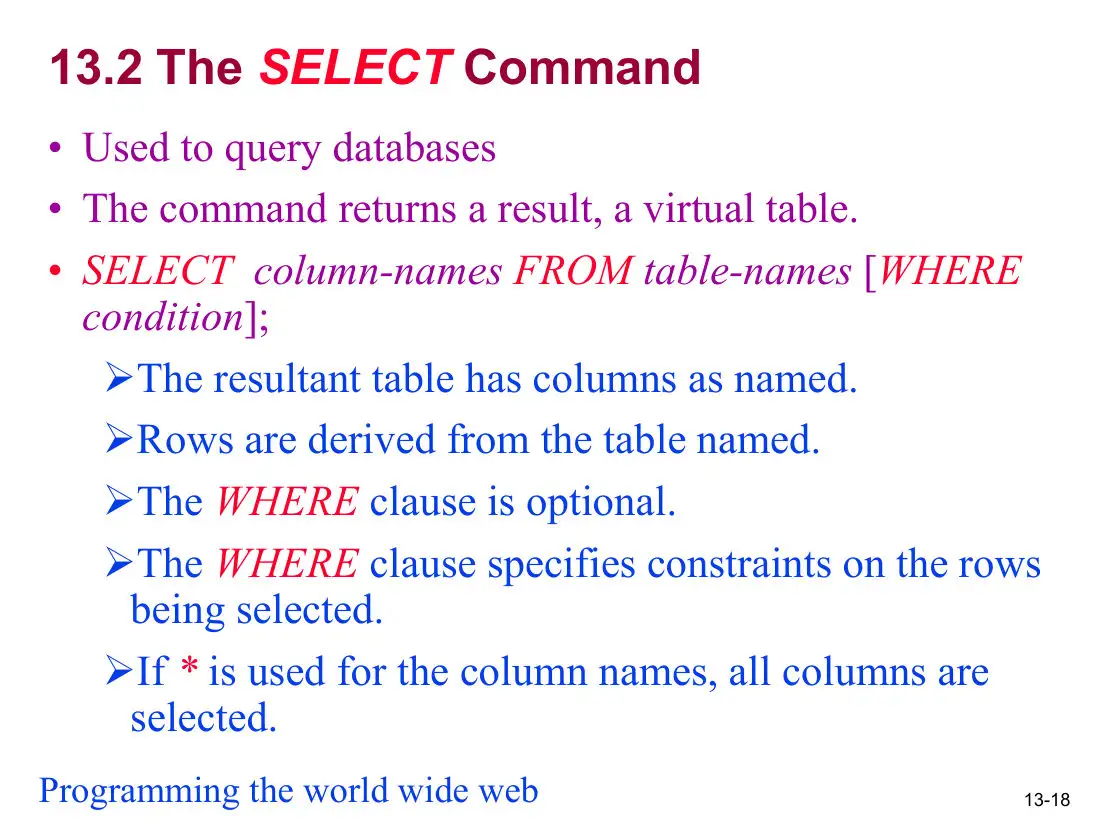 13.2 The SELECT Command
• Used to query databases
• The command returns a result, a virtual table.
• SELECT column-names FROM table-names [WHERE
condition];
➢The resultant table has columns as named.
➢Rows are derived from the table named.
➢The WHERE clause is optional.
➢The WHERE clause specifies constraints on the rows
being selected.
➢If * is used for the column names, all columns are
selected.
Programming the world wide web
13-18